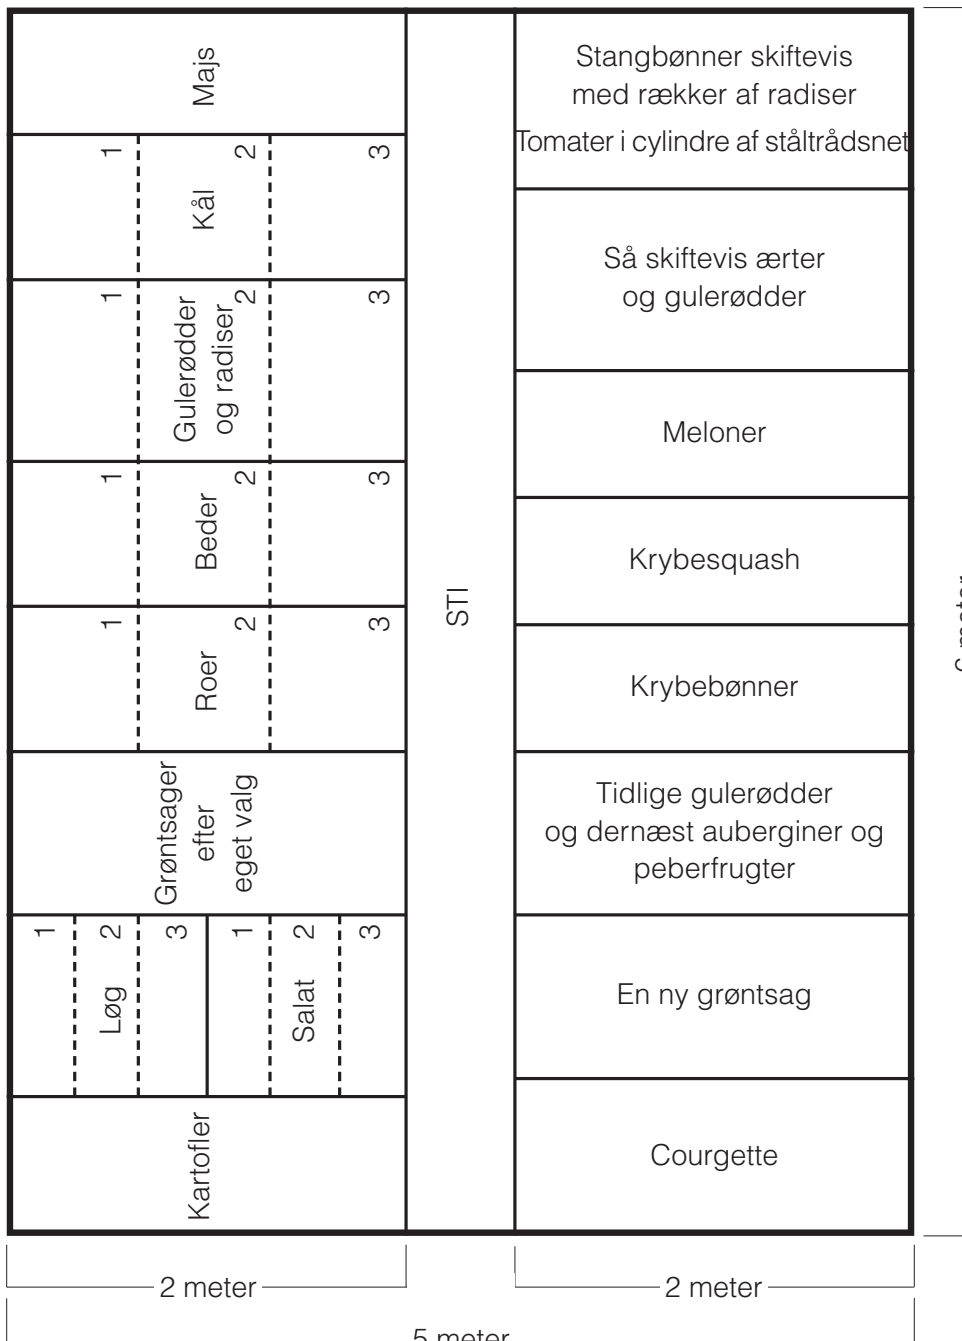 Majs
1
2
3
Kål
1
2
3
Gulerødder
og radiser
1
2
3
Beder
1
2
3
Roer
Grøntsager
efter
eget valg
1
2
3
1
2
3
Løg
Salat
Kartofler
STI
Stangbønner skiftevis
med rækker af radiser
Tomater i cylindre af ståltrådsnet
Så skiftevis ærter
og gulerødder
Meloner
Krybesquash
Krybebønner
Tidlige gulerødder
og dernæst auberginer og
peberfrugter
En ny grøntsag
Courgette
2 meter
2 meter
5 meter